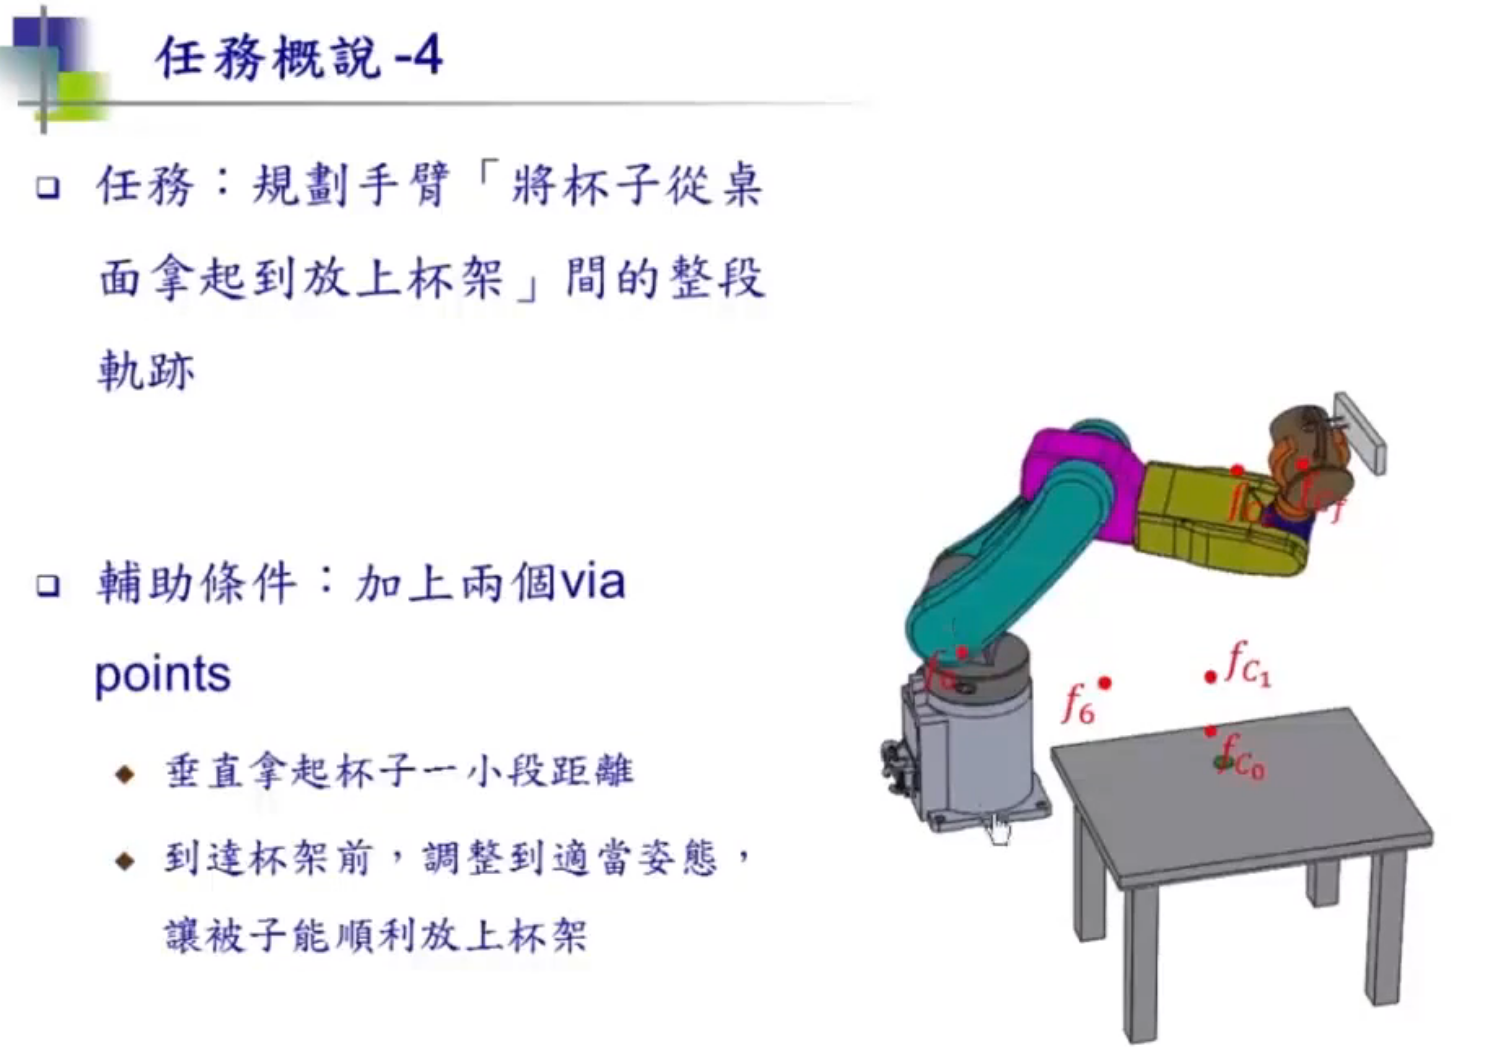 任務概說 -4
任務：規劃手臂「將杯子從桌
面拿起到放上杯架」間的整段
軌跡
輔助條件：加上兩個via
points
垂直拿起杯子一小段距離
到達杯架前，調整到適當姿態，
讓被子能順利放上杯架
f_{C_1}
f_6
f_{C_0}